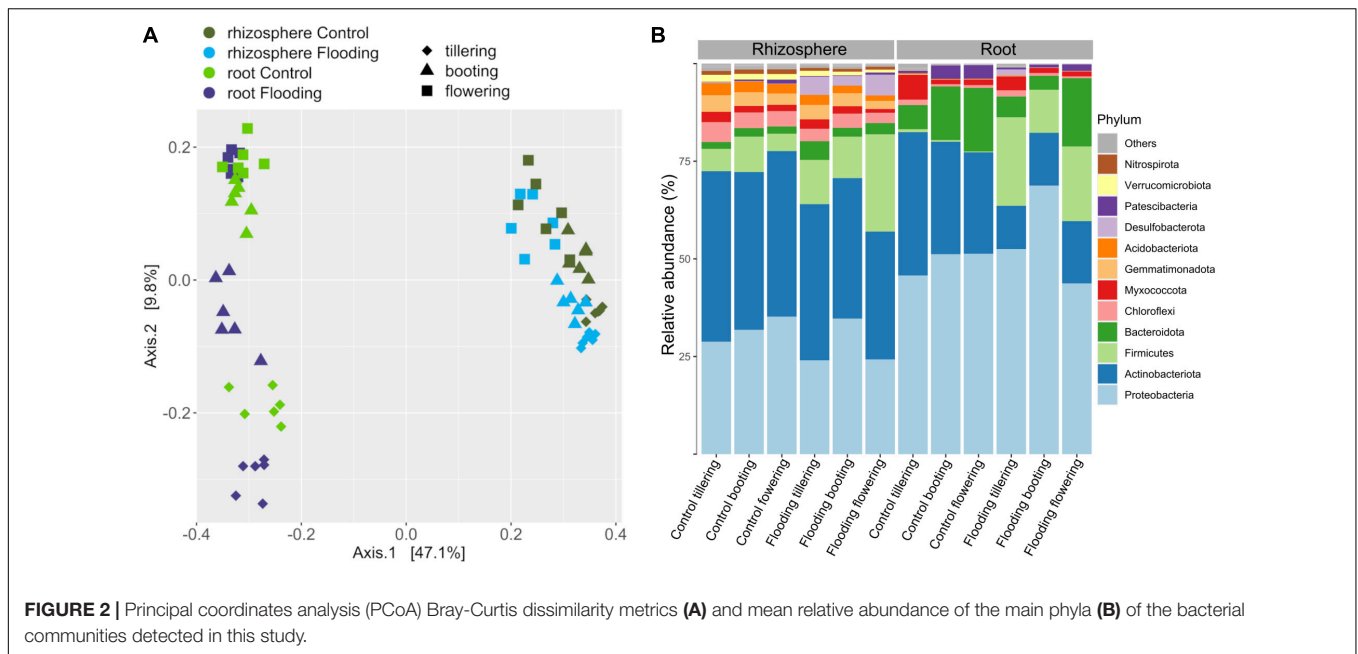 A
rhizosphere Control
rhizosphere Flooding
root Control
root Flooding
tillering
booting
flowering
0.2
0.0
-0.2
Axis.2 [9.8%]
-0.4
-0.2
0.0
0.2
0.4
Axis.1 [47.1%]
B
Rhizosphere
Root
75
50
25
Relative abundance (%)
Control tillering
Control booting
Control fowering
Flooding tillering
Flooding booting
Flooding flowering
Control tillering
Control booting
Control flowering
Flooding tillering
Flooding booting
Flooding flowering
Phylum
Others
Nitrospirota
Verrucomicrobiota
Patescibacteria
Desulfobacterota
Acidobacteriota
Gemmatimonadota
Myxococcota
Chloroflexi
Bacteroidota
Firmicutes
Actinobacteriota
Proteobacteria
FIGURE 2 | Principal coordinates analysis (PCoA) Bray-Curtis dissimilarity metrics (A) and mean relative abundance of the main phyla (B) of the bacterial
communities detected in this study.